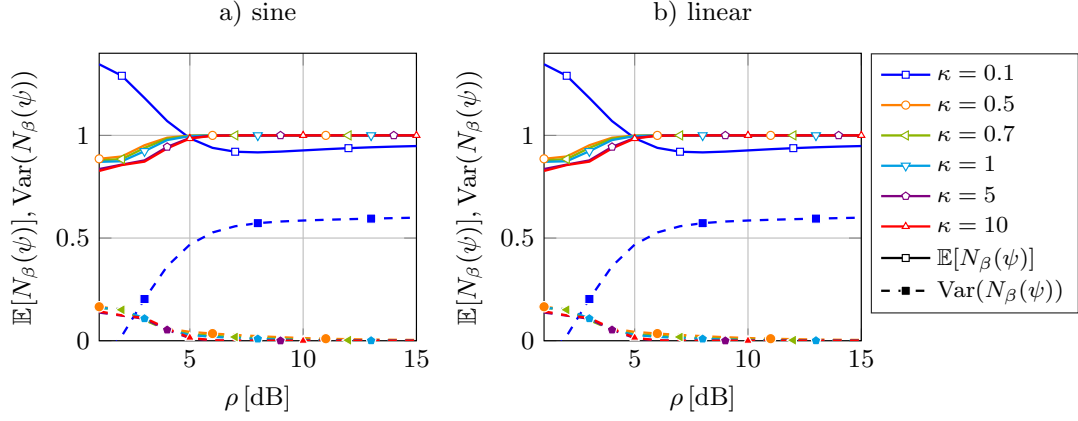 a) sine
b) linear
𝔼[N_β(ψ)], Var(N_β(ψ))
1
0.5
0
5
10
15
ρ [dB]
𝔼[N_β(ψ)], Var(N_β(ψ))
1
0.5
0
5
10
15
ρ [dB]
κ = 0.1
κ = 0.5
κ = 0.7
κ = 1
κ = 5
κ = 10
𝔼[N_β(ψ)]
Var(N_β(ψ))